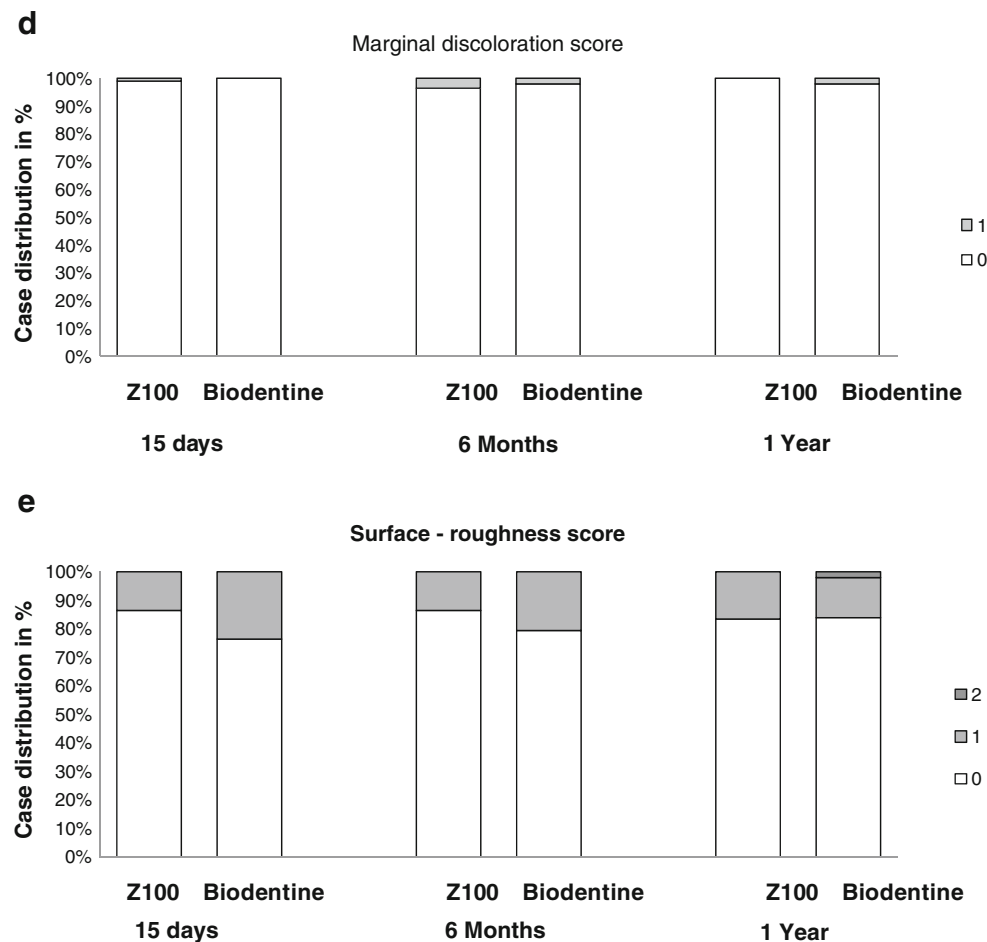 d
Marginal discoloration score
Case distribution in %
100%
90%
80%
70%
60%
50%
40%
30%
20%
10%
0%
1
0
Z100 Biodentine Z100 Biodentine Z100 Biodentine
15 days 6 Months 1 Year
e
Surface - roughness score
Case distribution in %
100%
90%
80%
70%
60%
50%
40%
30%
20%
10%
0%
2
1
0
Z100 Biodentine Z100 Biodentine Z100 Biodentine
15 days 6 Months 1 Year